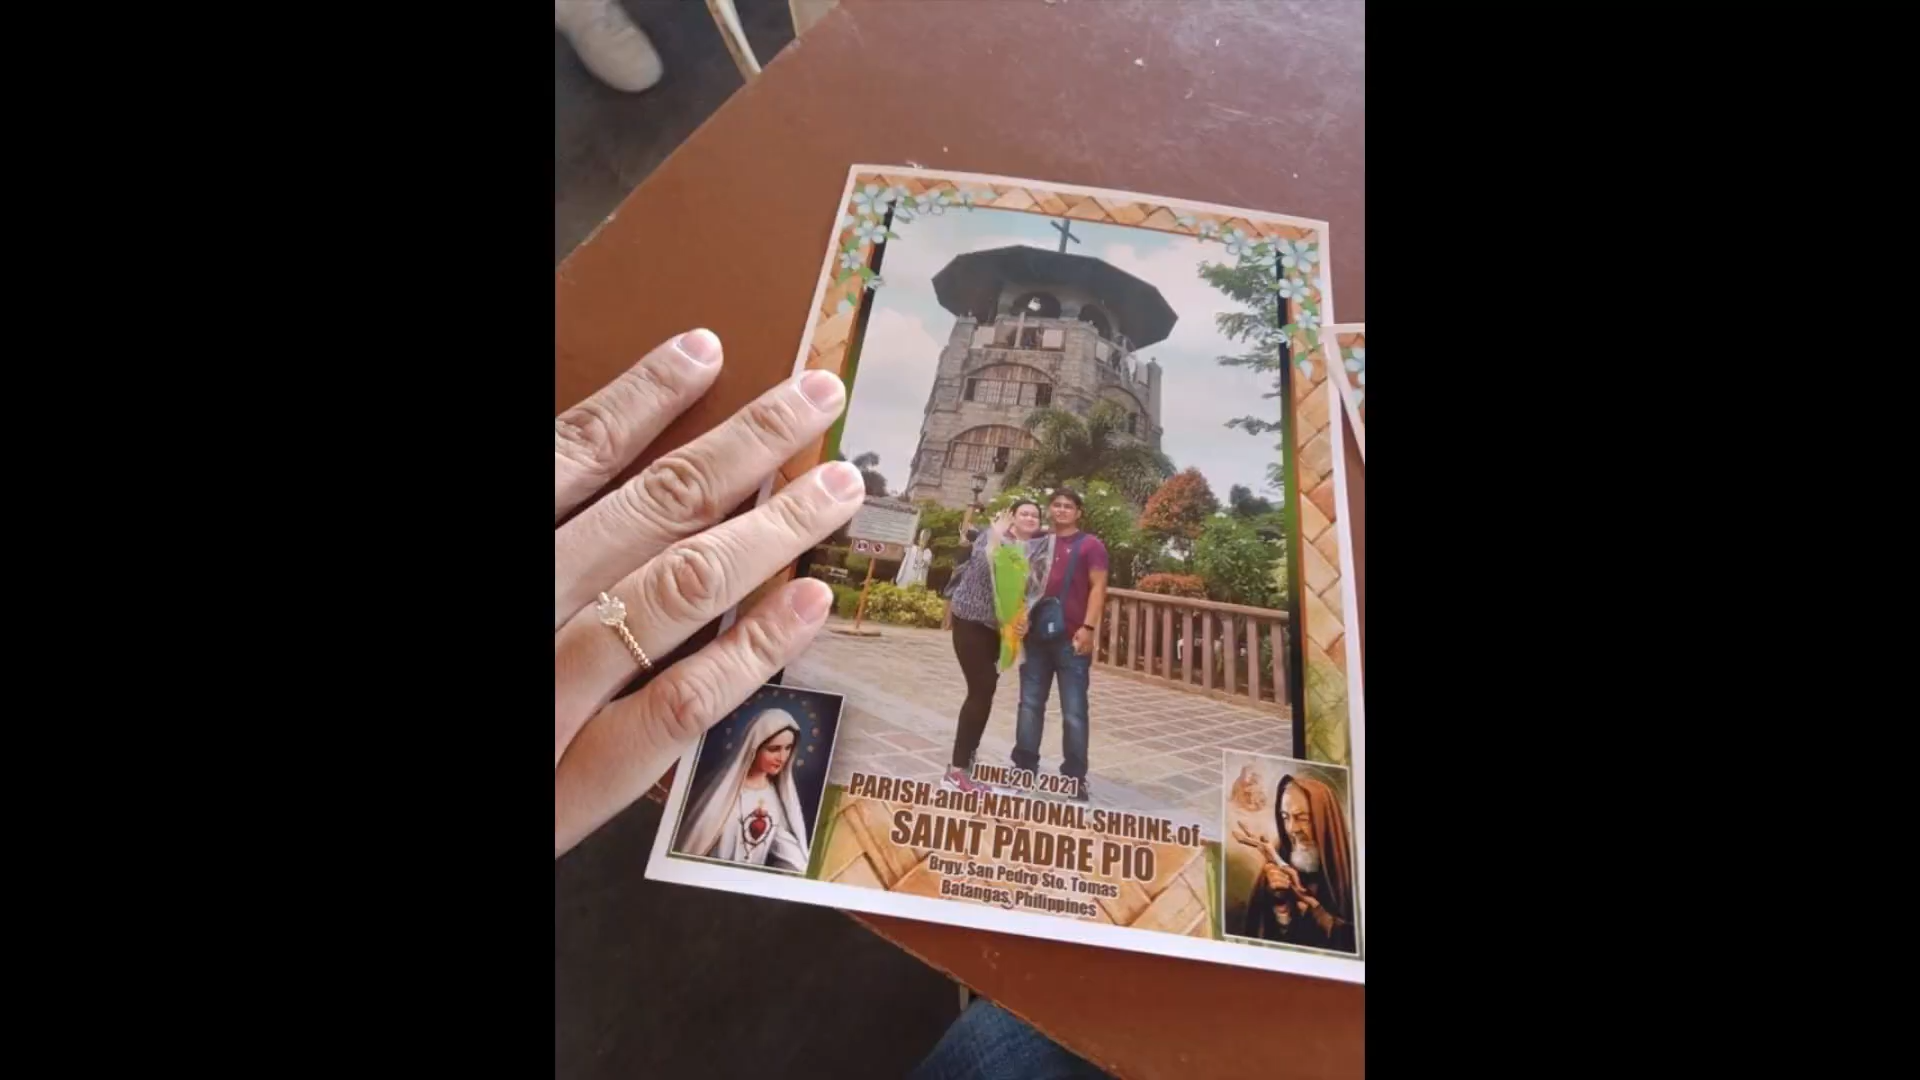 JUNE 20, 2021
PARISH and NATIONAL SHRINE of
SAINT PADRE PIO
Brgy. San Pedro Sto. Tomas
Batangas, Philippines